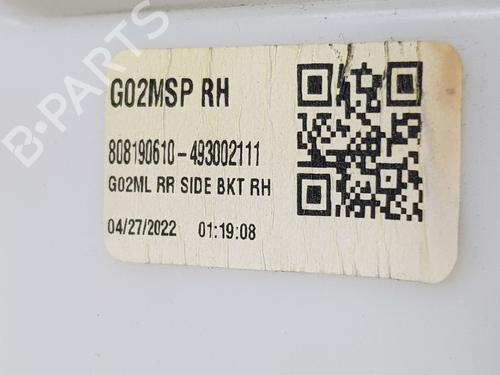 B-PARTS
G02MSP RH
808190610-493002111
G02ML RR SIDE BKT RH
04/27/2022 01:19:08